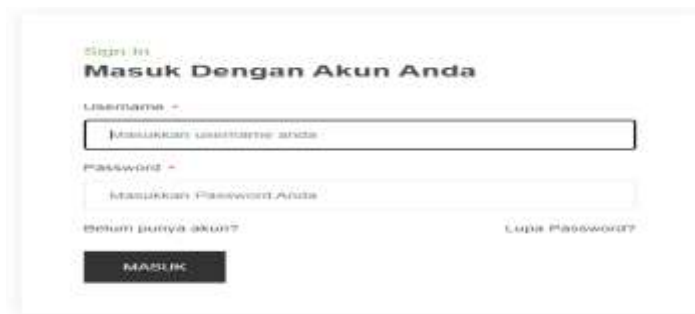 Sign In
Masuk Dengan Akun Anda
Username *
Masukkan username anda
Password *
Masukkan Password Anda
Belum punya akun? Lupa Password?
MASUK